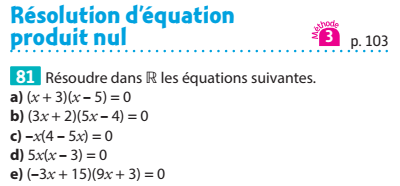 Résolution d'équation
produit nul
Méthode
3 p. 103
81 Résoudre dans ℝ les équations suivantes.
a) (x + 3)(x – 5) = 0
b) (3x + 2)(5x – 4) = 0
c) –x(4 – 5x) = 0
d) 5x(x – 3) = 0
e) (–3x + 15)(9x + 3) = 0